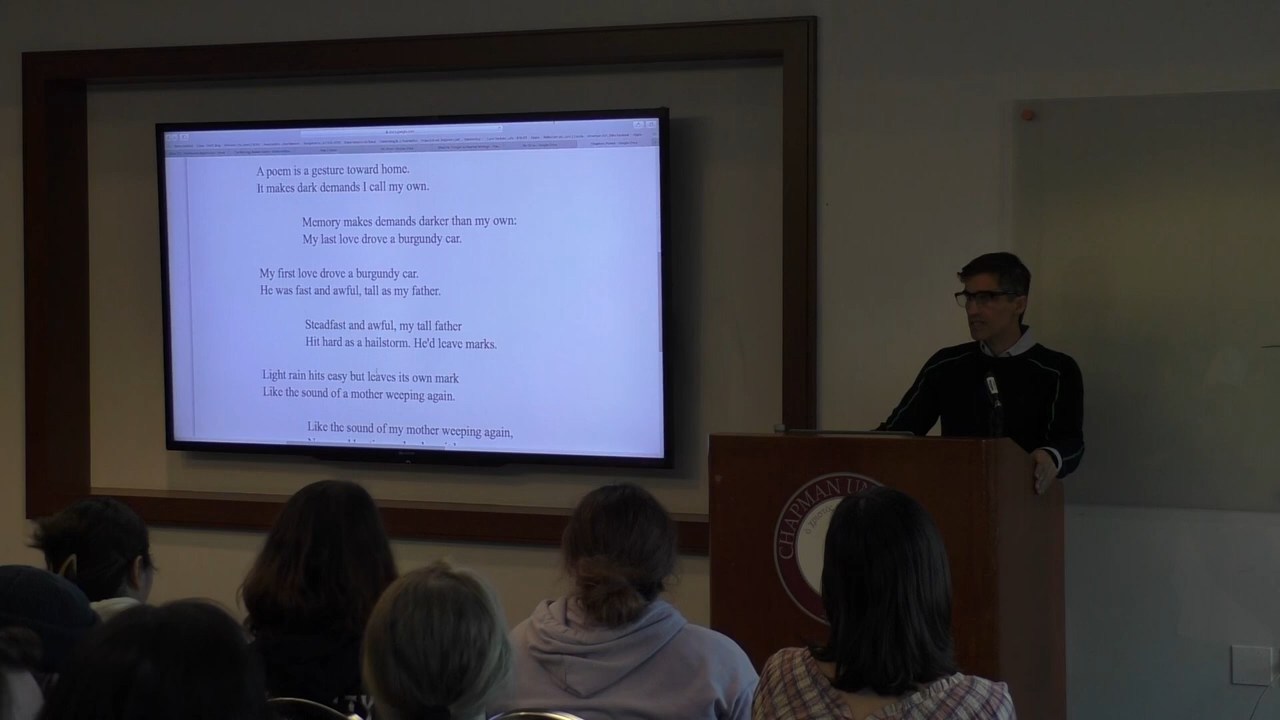 A poem is a gesture toward home.
It makes dark demands I call my own.
Memory makes demands darker than my own:
My last love drove a burgundy car.
My first love drove a burgundy car.
He was fast and awful, tall as my father.
Steadfast and awful, my tall father
Hit hard as a hailstorm. He'd leave marks.
Light rain hits easy but leaves its own mark
Like the sound of a mother weeping again.
Like the sound of my mother weeping again,
CHAPMAN UN